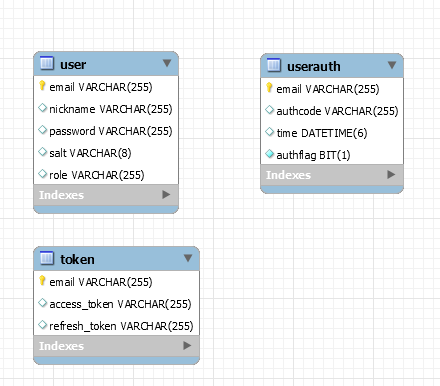 user
email VARCHAR(255)
nickname VARCHAR(255)
password VARCHAR(255)
salt VARCHAR(8)
role VARCHAR(255)
Indexes
userauth
email VARCHAR(255)
authcode VARCHAR(255)
time DATETIME(6)
authflag BIT(1)
Indexes
token
email VARCHAR(255)
access_token VARCHAR(255)
refresh_token VARCHAR(255)
Indexes